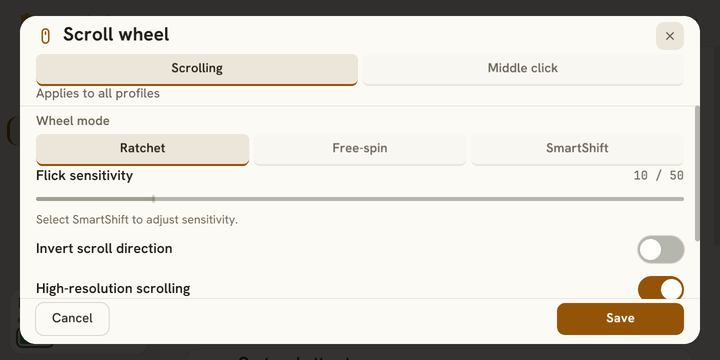 Scroll wheel
Scrolling
Middle click
Applies to all profiles
Wheel mode
Ratchet
Free-spin
SmartShift
Flick sensitivity
10 / 50
Select SmartShift to adjust sensitivity.
Invert scroll direction
High-resolution scrolling
Cancel
Save